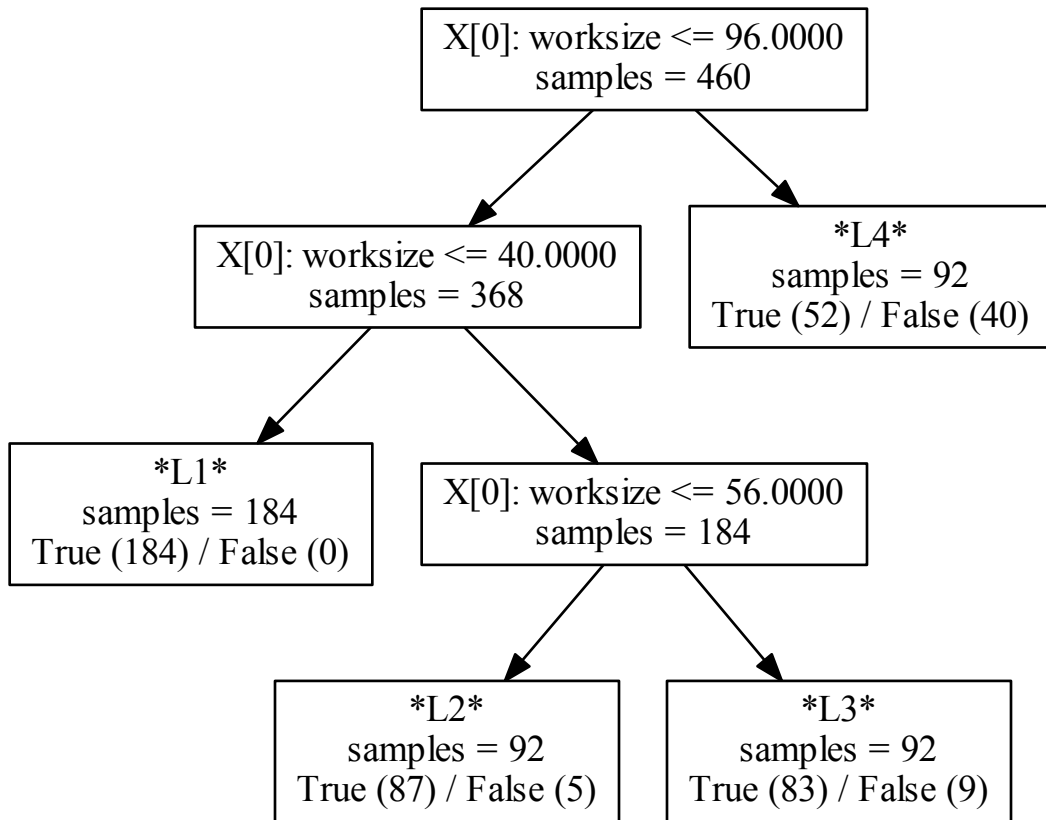 X[0]: worksize <= 96.0000
samples = 460
X[0]: worksize <= 40.0000
samples = 368
*L4*
samples = 92
True (52) / False (40)
*L1*
samples = 184
True (184) / False (0)
X[0]: worksize <= 56.0000
samples = 184
*L2*
samples = 92
True (87) / False (5)
*L3*
samples = 92
True (83) / False (9)